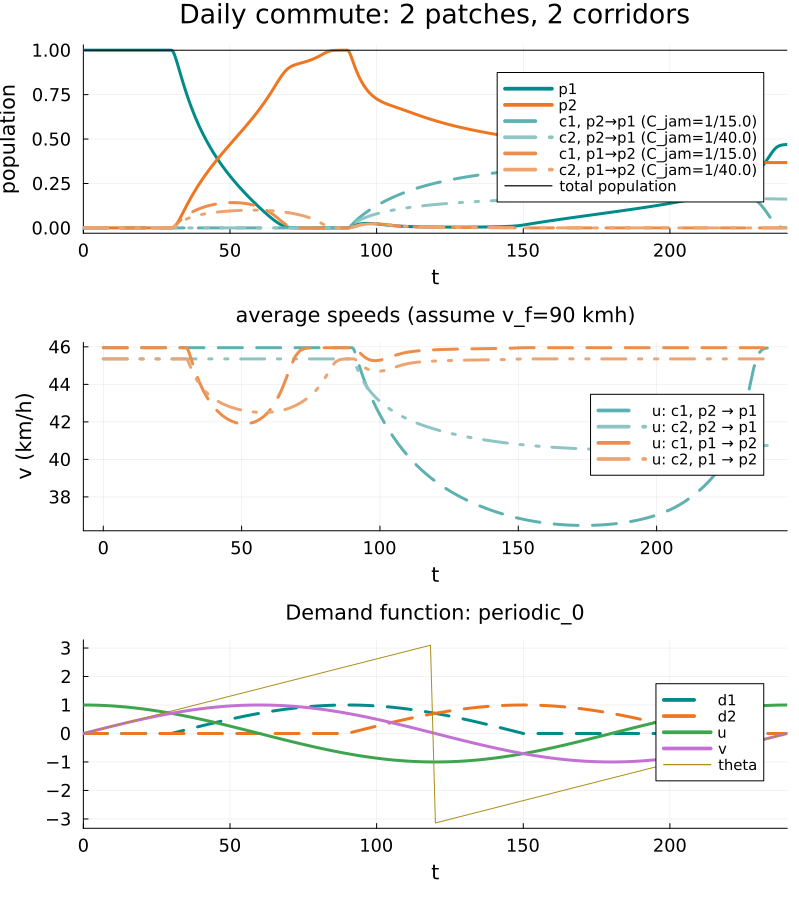 Daily commute: 2 patches, 2 corridors
population
1.00
0.75
0.50
0.25
0.00
p1
p2
c1, p2→p1 (C_jam=1/15.0)
c2, p2→p1 (C_jam=1/40.0)
c1, p1→p2 (C_jam=1/15.0)
c2, p1→p2 (C_jam=1/40.0)
total population
0 50 100 150 200
t
average speeds (assume v_f=90 kmh)
v (km/h)
46
44
42
40
38
u: c1, p2 → p1
u: c2, p2 → p1
u: c1, p1 → p2
u: c2, p1 → p2
0 50 100 150 200
t
Demand function: periodic_0
3
2
1
0
−1
−2
−3
d1
d2
u
v
theta
0 50 100 150 200
t